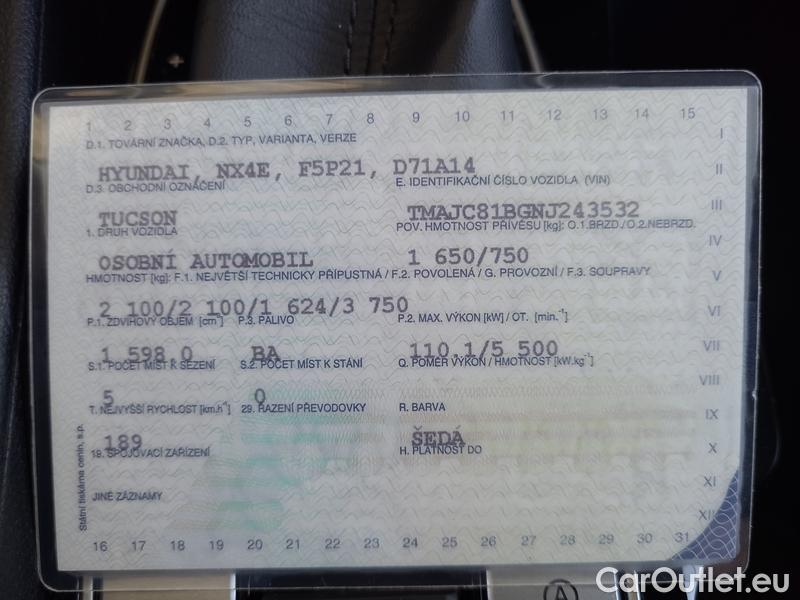 1 2 3 4 5 6 7 8 9 10 11 12 13 14 15
D.1. TOVÁRNÍ ZNAČKA, D.2. TYP, VARIANTA, VERZE I
HYUNDAI, NX4E, F5P21, D71A14 II
D.3. OBCHODNÍ OZNAČENÍ E. IDENTIFIKAČNÍ ČÍSLO VOZIDLA (VIN)
TUCSON TMAJC81BGNJ243532 III
1. DRUH VOZIDLA POV. HMOTNOST PŘÍVĚSU [kg]: O.1.BRZD./O.2.NEBRZD.
OSOBNÍ AUTOMOBIL 1 650/750 IV
HMOTNOST [kg]: F.1. NEJVĚTŠÍ TECHNICKY PŘÍPUSTNÁ / F.2. POVOLENÁ / G. PROVOZNÍ / F.3. SOUPRAVY V
2 100/2 100/1 624/3 750 VI
P.1. ZDVIHOVÝ OBJEM [cm³] P.3. PALIVO P.2. MAX. VÝKON [kW] / OT. [min.⁻¹]
1 598,0 BA 110,1/5 500 VII
S.1. POČET MÍST K SEZENÍ S.2. POČET MÍST K STÁNÍ Q. POMĚR VÝKON / HMOTNOST [kW.kg⁻¹]
5 0 VIII
T. NEJVYŠŠÍ RYCHLOST [km.h⁻¹] 29. ŘAZENÍ PŘEVODOVKY R. BARVA IX
189 ŠEDÁ
18. SPOJOVACÍ ZAŘÍZENÍ H. PLATNOST DO X
XI
JINÉ ZÁZNAMY
XII
16 17 18 19 20 21 22 23 24 25 26 27 28 29 30 31
Státní tiskárna cenin, s.p.
A
CarOutlet.eu